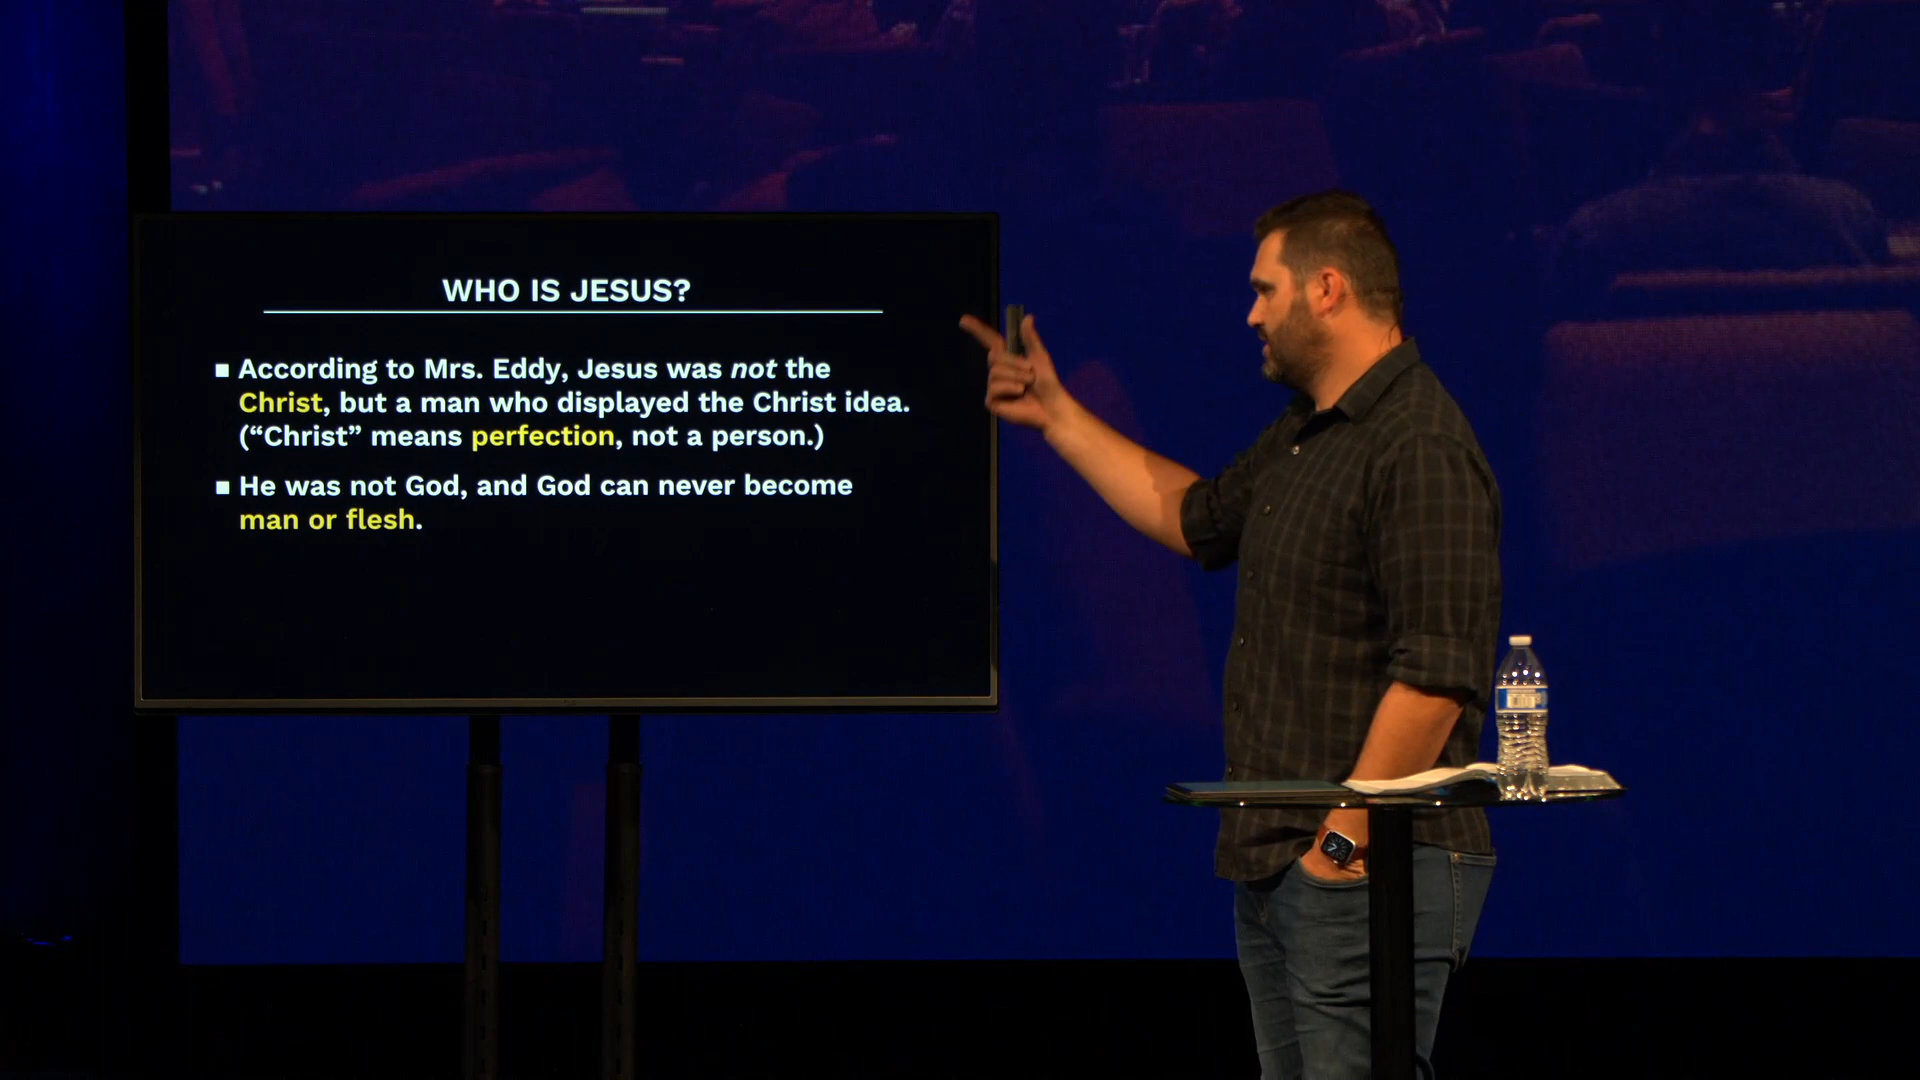 WHO IS JESUS?
■ According to Mrs. Eddy, Jesus was not the
Christ, but a man who displayed the Christ idea.
(“Christ” means perfection, not a person.)
■ He was not God, and God can never become
man or flesh.